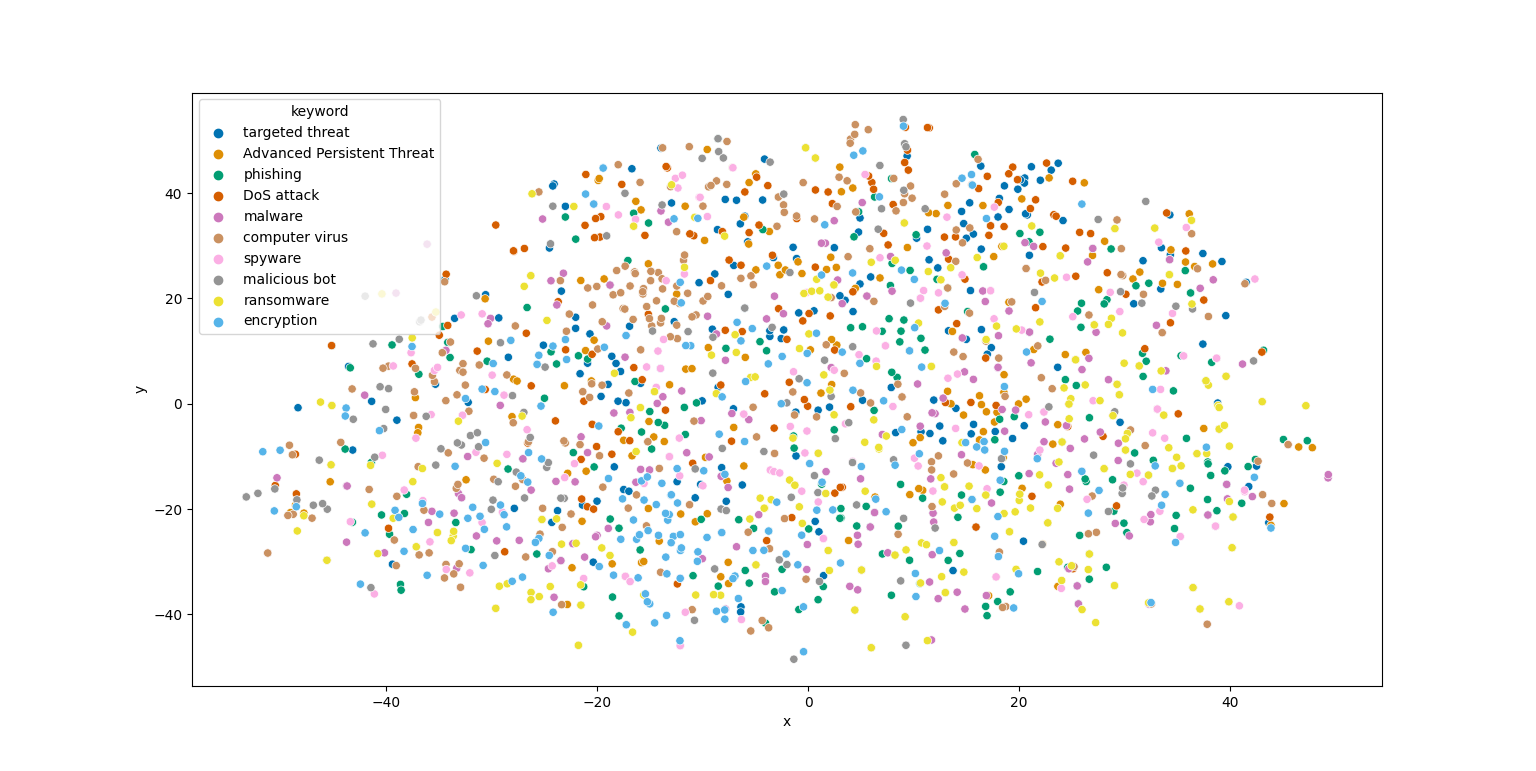 keyword
targeted threat
Advanced Persistent Threat
phishing
DoS attack
malware
computer virus
spyware
malicious bot
ransomware
encryption
40
20
0
−20
−40
y
−40 −20 0 20 40
x